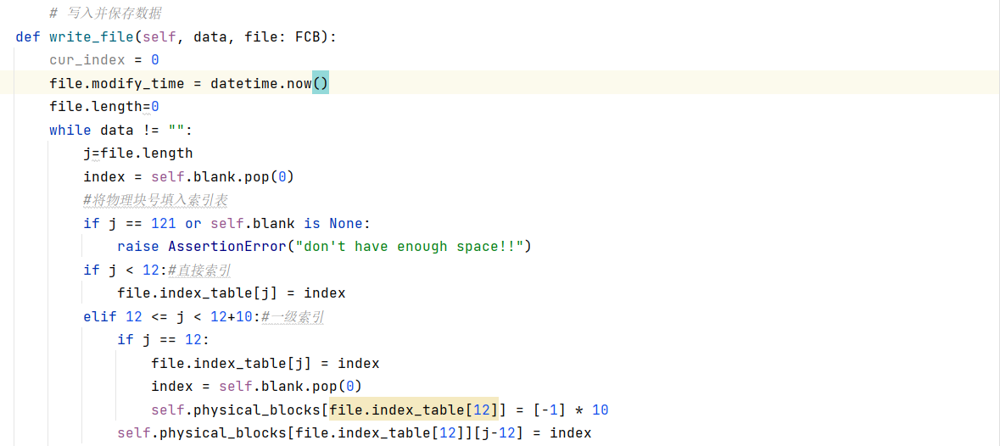 # 写入并保存数据
def write_file(self, data, file: FCB):
cur_index = 0
file.modify_time = datetime.now()
file.length=0
while data != "":
j=file.length
index = self.blank.pop(0)
#将物理块号填入索引表
if j == 121 or self.blank is None:
raise AssertionError("don't have enough space!!")
if j < 12:#直接索引
file.index_table[j] = index
elif 12 <= j < 12+10:#一级索引
if j == 12:
file.index_table[j] = index
index = self.blank.pop(0)
self.physical_blocks[file.index_table[12]] = [-1] * 10
self.physical_blocks[file.index_table[12]][j-12] = index